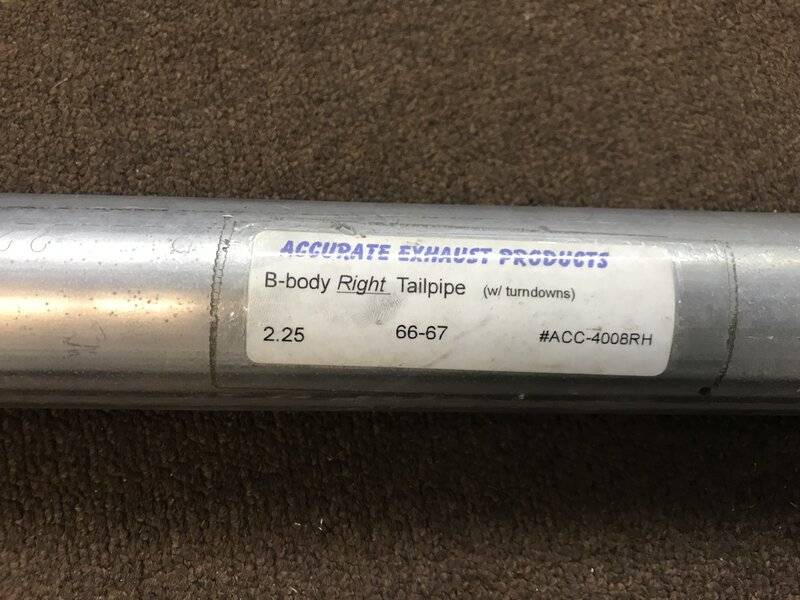 ACCURATE EXHAUST PRODUCTS
B-body Right Tailpipe (w/ turndowns)
2.25 66-67 #ACC-4008RH